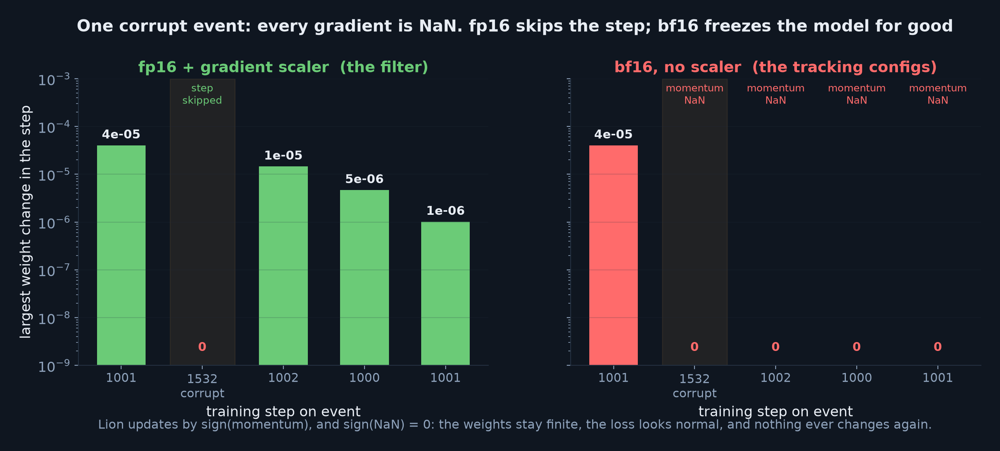 One corrupt event: every gradient is NaN. fp16 skips the step; bf16 freezes the model for good
fp16 + gradient scaler (the filter)
largest weight change in the step
10⁻³
10⁻⁴
10⁻⁵
10⁻⁶
10⁻⁷
10⁻⁸
10⁻⁹
step
skipped
4e-05
0
1e-05
5e-06
1e-06
1001
1532
corrupt
1002
1000
1001
training step on event
bf16, no scaler (the tracking configs)
momentum
NaN
momentum
NaN
momentum
NaN
momentum
NaN
4e-05
0
0
0
0
1001
1532
corrupt
1002
1000
1001
training step on event
Lion updates by sign(momentum), and sign(NaN) = 0: the weights stay finite, the loss looks normal, and nothing ever changes again.